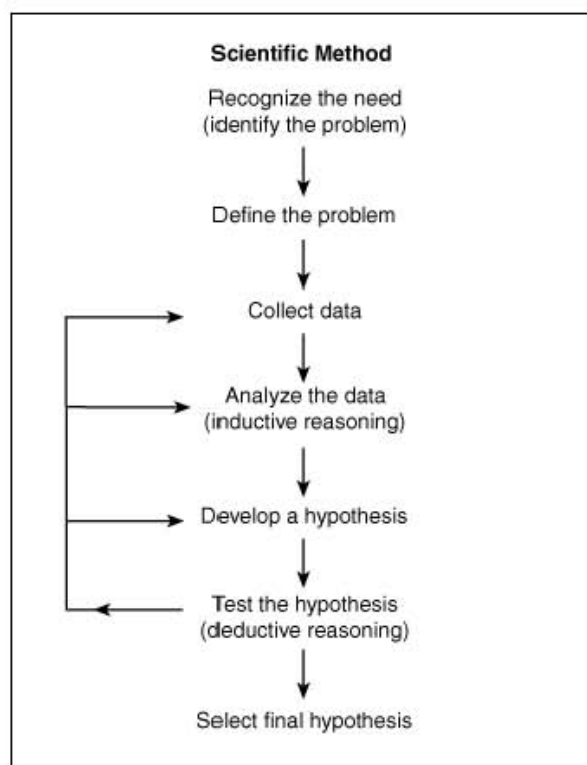 Scientific Method
Recognize the need
(identify the problem)
Define the problem
Collect data
Analyze the data
(inductive reasoning)
Develop a hypothesis
Test the hypothesis
(deductive reasoning)
Select final hypothesis